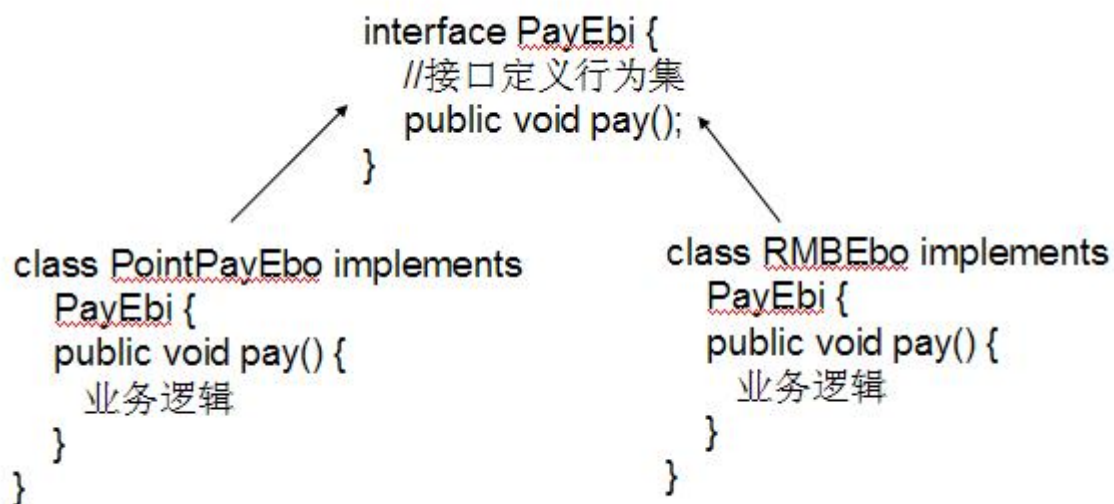 interface PayEbi {
//接口定义行为集
public void pay();
}
class PointPayEbo implements
PayEbi {
public void pay() {
业务逻辑
}
}
class RMBEbo implements
PayEbi {
public void pay() {
业务逻辑
}
}